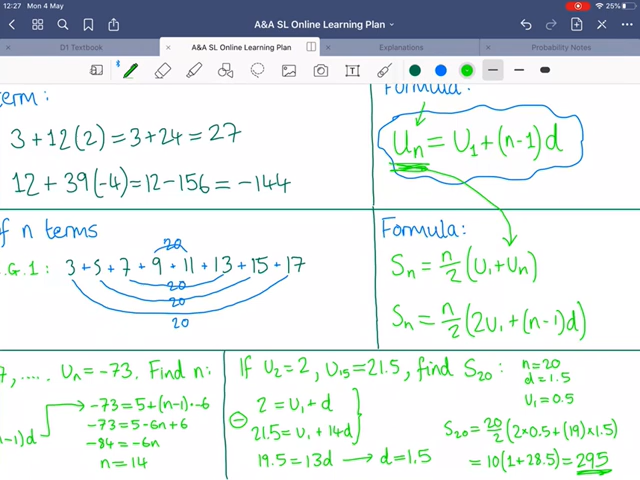 12:27 Mon 4 May
25%
A&A SL Online Learning Plan
D1 Textbook
A&A SL Online Learning Plan
Explanations
Probability Notes
term:
3+12(2)=3+24=27
12+39(-4)=12-156=-144
Formula:
Un=U1+(n-1)d
of n terms
E.G.1: 3+5+7+9+11+13+15+17
20
20
20
20
Formula:
Sn=n/2(U1+Un)
Sn=n/2(2U1+(n-1)d)
7, .... Un=-73. Find n:
-73=5+(n-1)·-6
-73=5-6n+6
-84=-6n
n=14
n-1)d
If U2=2, U15=21.5, find S20:
2=U1+d
21.5=U1+14d
19.5=13d → d=1.5
n=20
d=1.5
U1=0.5
S20=20/2(2×0.5+(19)×1.5)
=10(1+28.5)=295